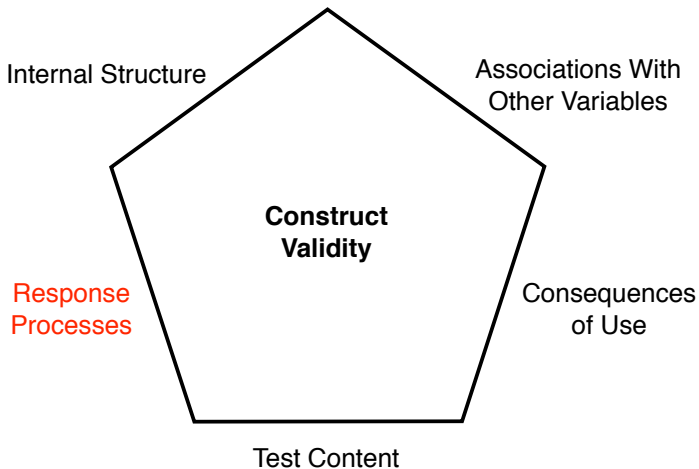 Internal Structure
Associations With
Other Variables
Construct
Validity
Response
Processes
Consequences
of Use
Test Content